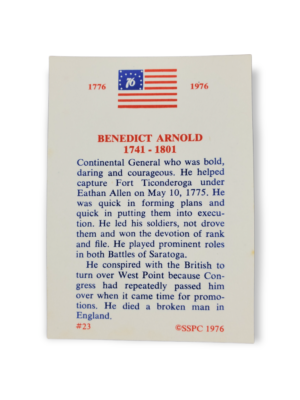 1776 76 1976
BENEDICT ARNOLD
1741 - 1801
Continental General who was bold,
daring and courageous. He helped
capture Fort Ticonderoga under
Eathan Allen on May 10, 1775. He
was quick in forming plans and
quick in putting them into execu-
tion. He led his soldiers, not drove
them and won the devotion of rank
and file. He played prominent roles
in both Battles of Saratoga.
He conspired with the British to
turn over West Point because Con-
gress had repeatedly passed him
over when it came time for promo-
tions. He died a broken man in
England.
#23 ©SSPC 1976